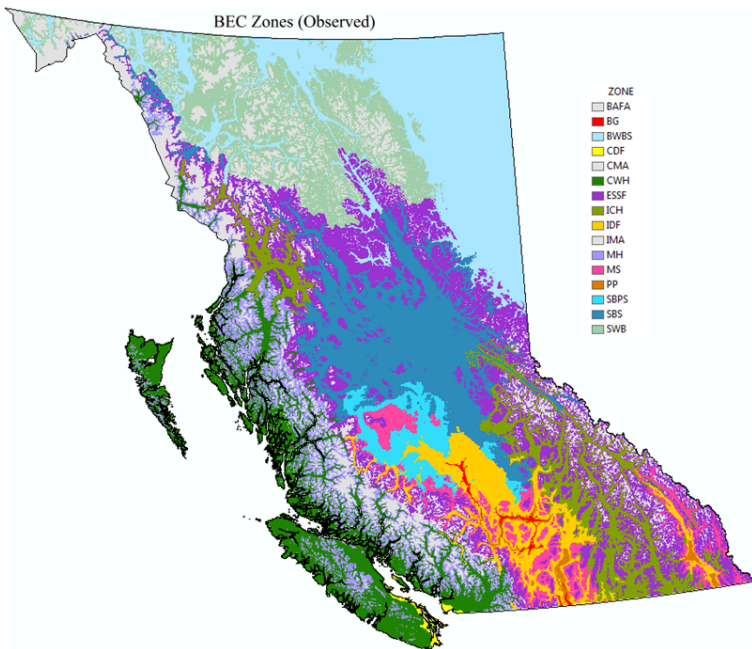 BEC Zones (Observed)
ZONE
BAFA
BG
BWBS
CDF
CMA
CWH
ESSF
ICH
IDF
IMA
MH
MS
PP
SBPS
SBS
SWB